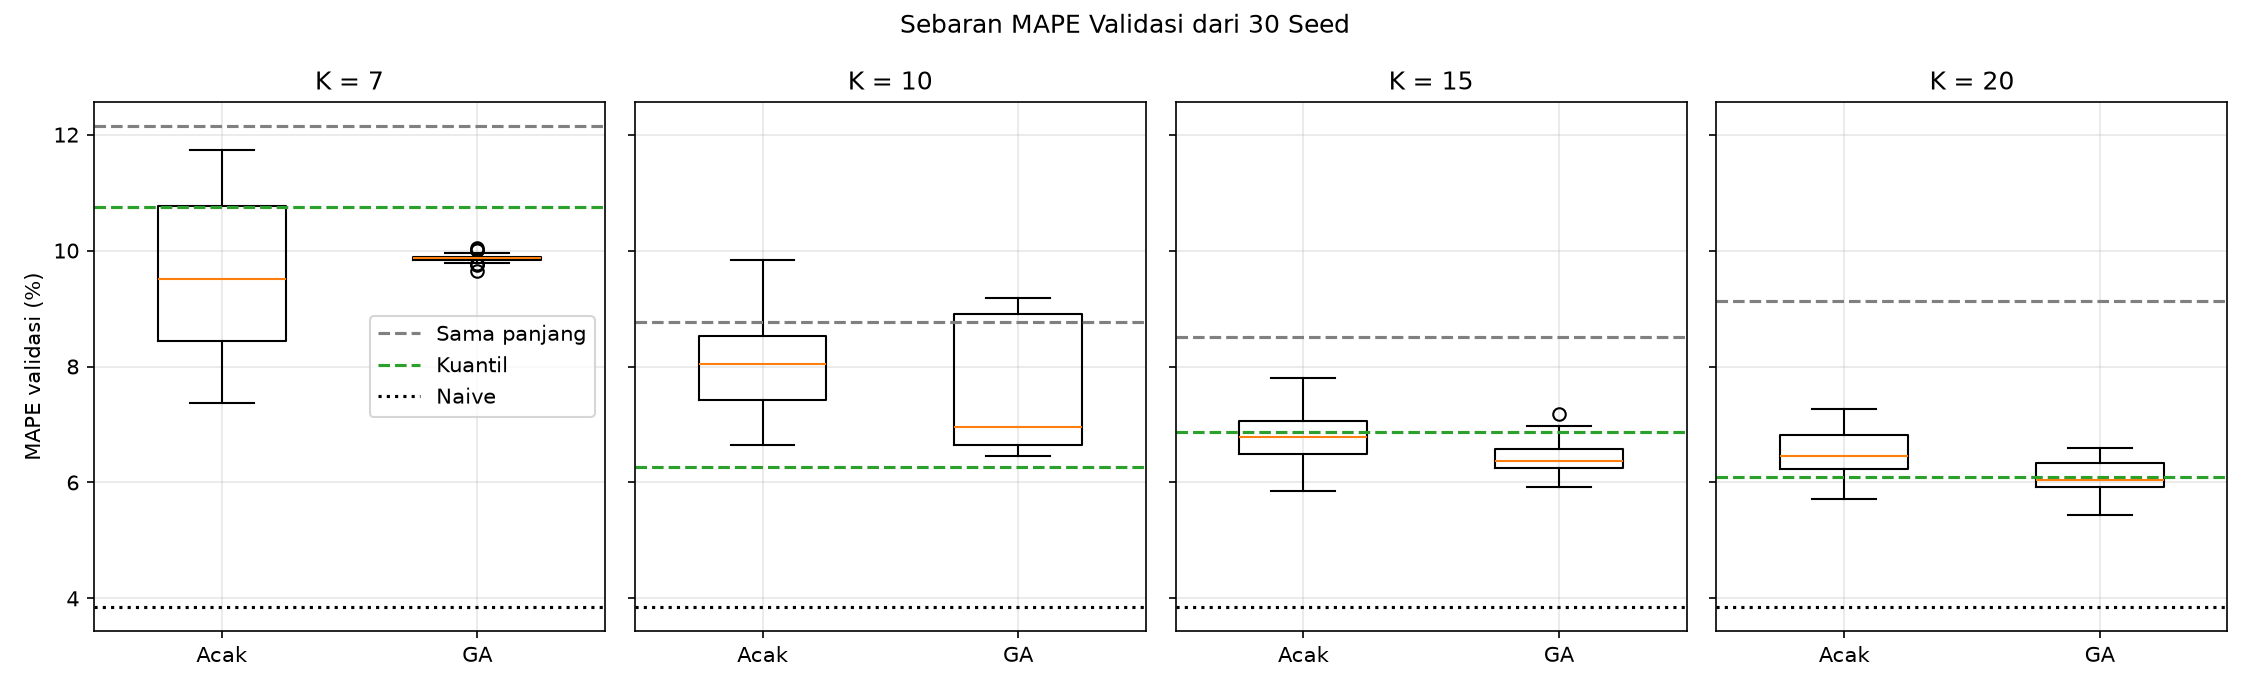 Sebaran MAPE Validasi dari 30 Seed
K = 7
K = 10
K = 15
K = 20
MAPE validasi (%)
12
10
8
6
4
Sama panjang
Kuantil
Naive
Acak
GA
Acak
GA
Acak
GA
Acak
GA